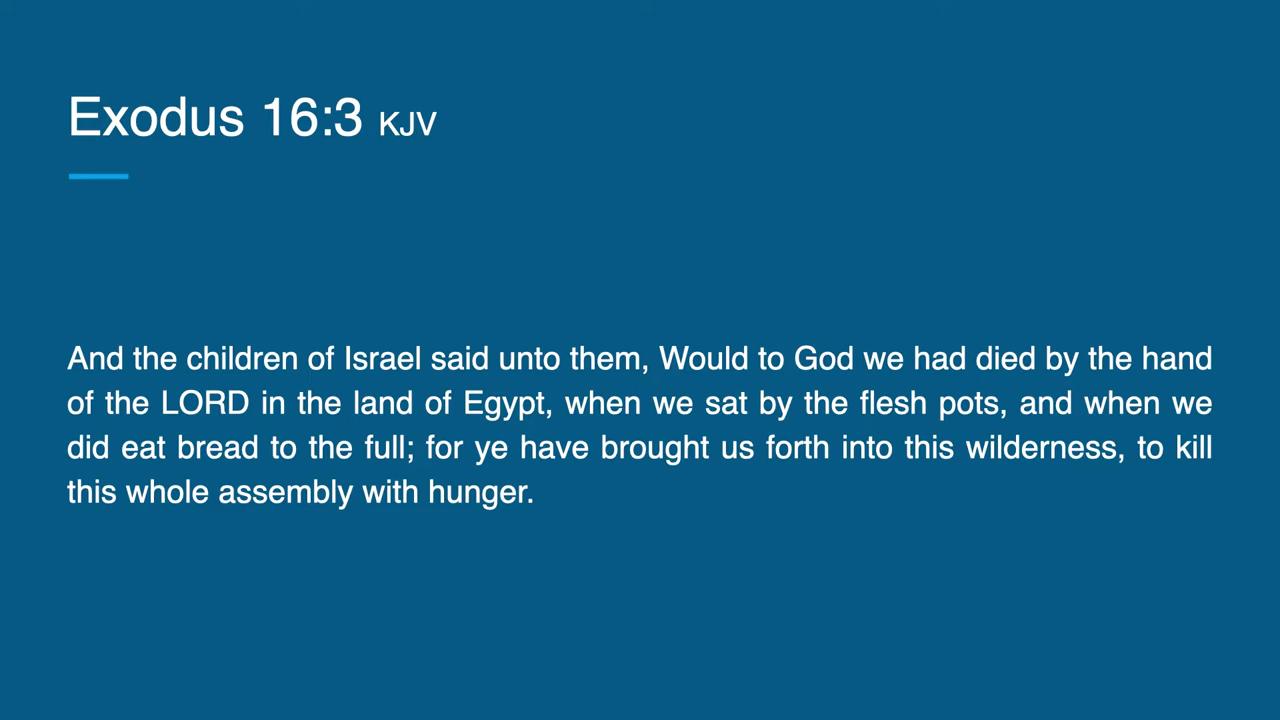 Exodus 16:3 KJV
And the children of Israel said unto them, Would to God we had died by the hand
of the LORD in the land of Egypt, when we sat by the flesh pots, and when we
did eat bread to the full; for ye have brought us forth into this wilderness, to kill
this whole assembly with hunger.